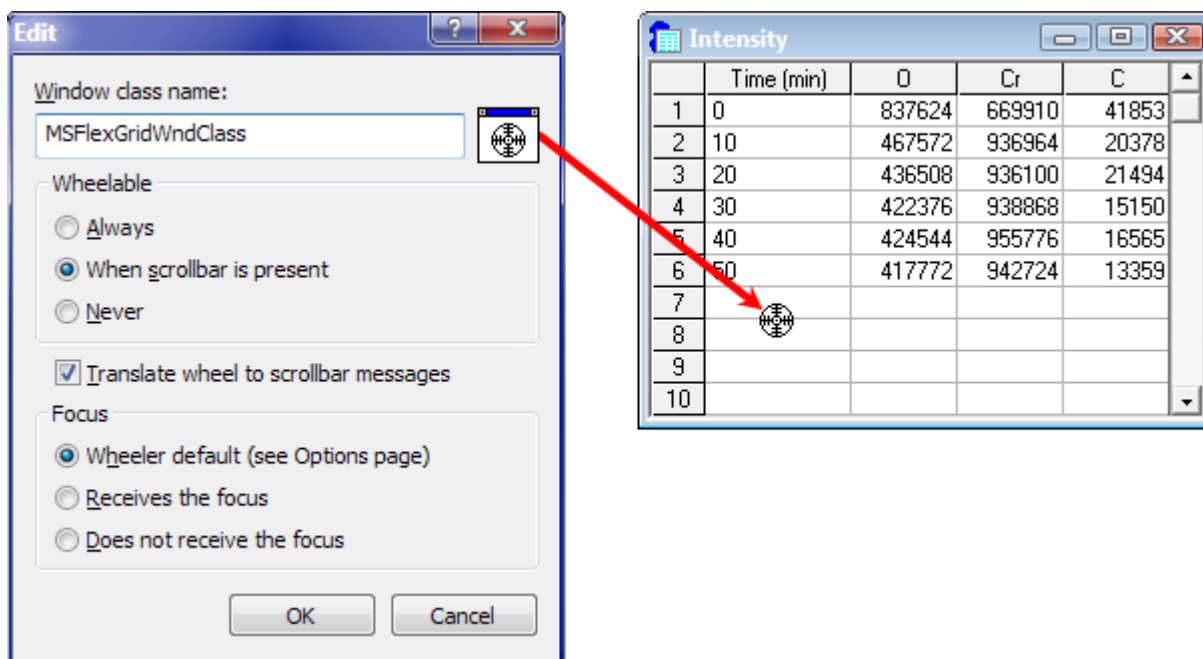 Edit
?
Window class name:
MSFlexGridWndClass
Wheelable
Always
When scrollbar is present
Never
Translate wheel to scrollbar messages
Focus
Wheeler default (see Options page)
Receives the focus
Does not receive the focus
OK Cancel
Intensity
Time (min) O Cr C
1 0 837624 669910 41853
2 10 467572 936964 20378
3 20 436508 936100 21494
4 30 422376 938868 15150
5 40 424544 955776 16565
6 50 417772 942724 13359
7
8
9
10